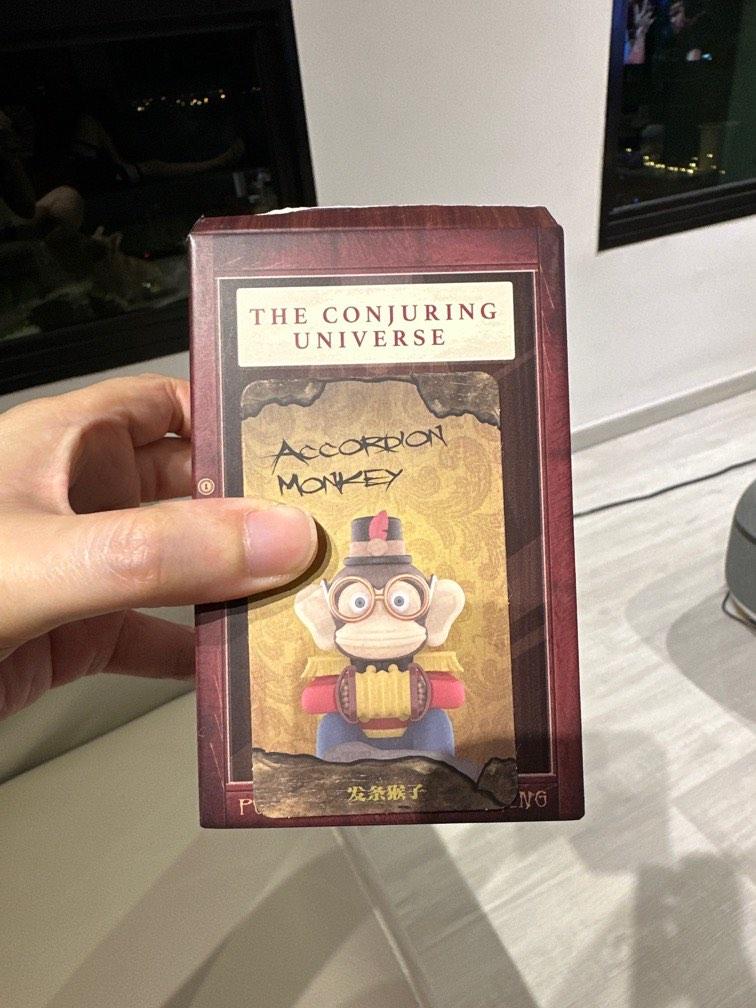 THE CONJURING
UNIVERSE
ACCORDION
MONKEY
发条猴子